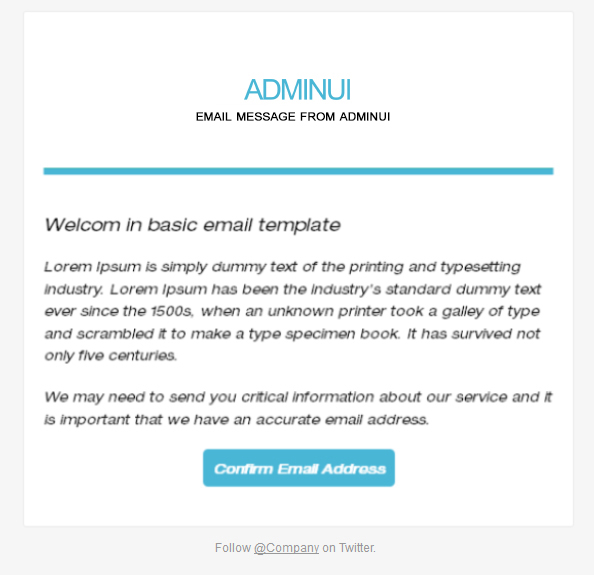 ADMINUI
EMAIL MESSAGE FROM ADMINUI
Welcom in basic email template
Lorem Ipsum is simply dummy text of the printing and typesetting
industry. Lorem Ipsum has been the industry's standard dummy text
ever since the 1500s, when an unknown printer took a galley of type
and scrambled it to make a type specimen book. It has survived not
only five centuries.
We may need to send you critical information about our service and it
is important that we have an accurate email address.
Confirm Email Address
Follow @Company on Twitter.